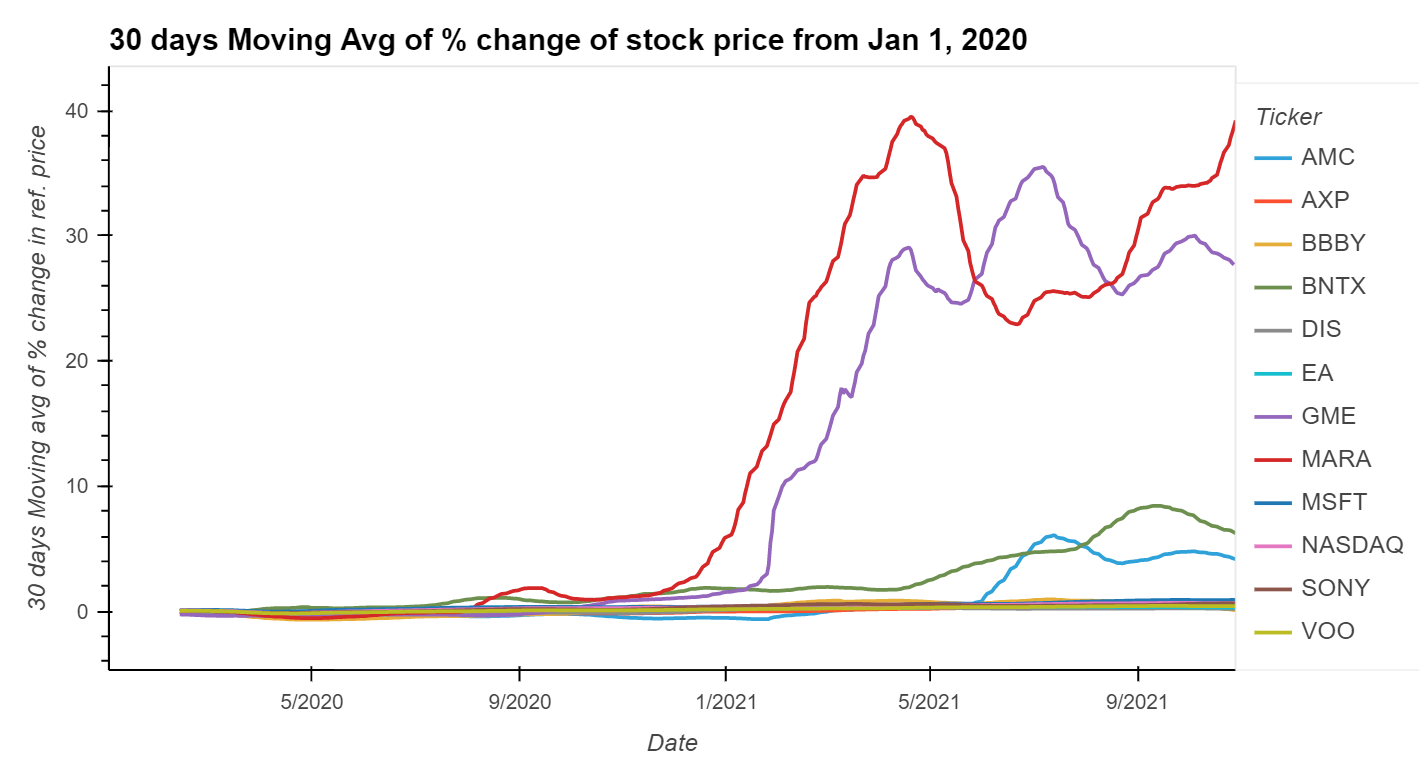 30 days Moving Avg of % change of stock price from Jan 1, 2020
30 days Moving avg of % change in ref. price
40
30
20
10
0
5/2020
9/2020
1/2021
5/2021
9/2021
Date
Ticker
AMC
AXP
BBBY
BNTX
DIS
EA
GME
MARA
MSFT
NASDAQ
SONY
VOO